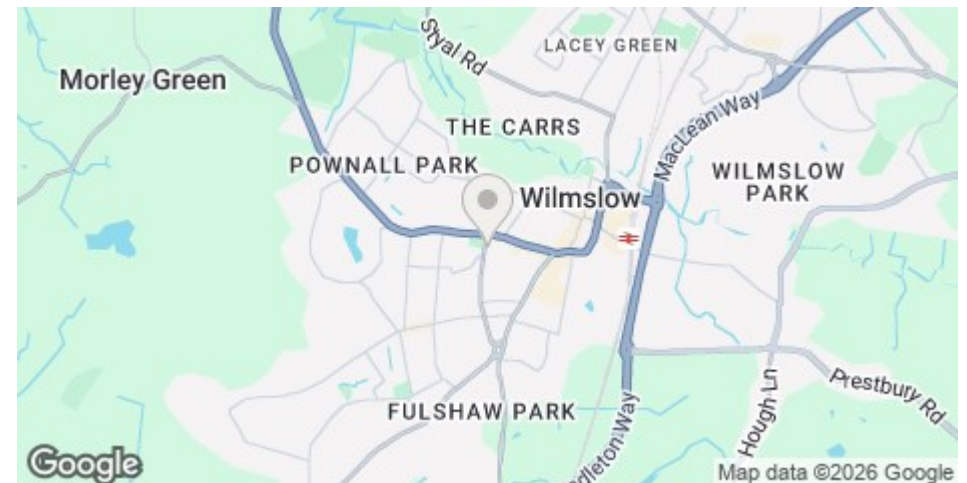 Styal Rd
LACEY GREEN
Morley Green
MacLean Way
THE CARRS
POWNALL PARK
WILMSLOW
PARK
Wilmslow
Prestbury Rd
Hough Ln
FULSHAW PARK
dleton Way
Google
Map data ©2026 Google